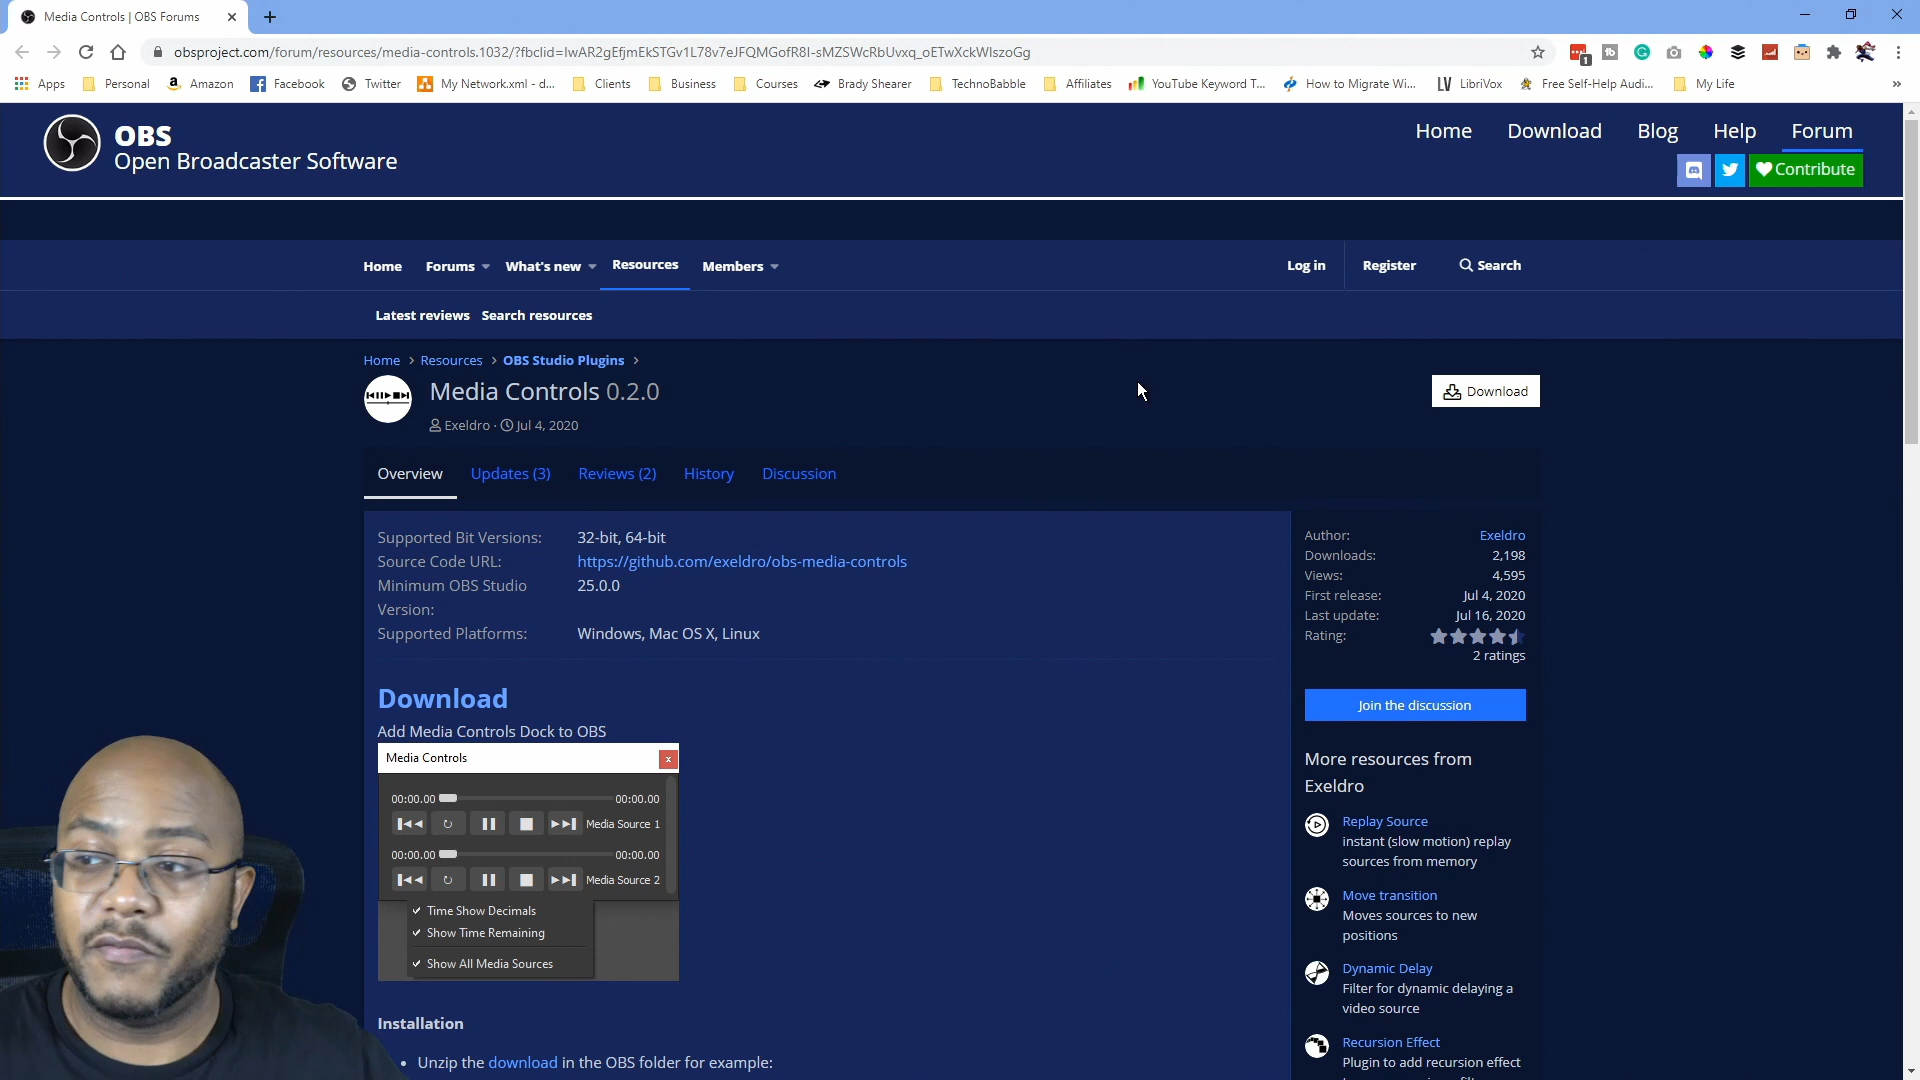 Media Controls | OBS Forums
obsproject.com/forum/resources/media-controls.1032/?fbclid=IwAR2gEfjmEkSTGv1L78v7eJFQMGofR8I-sMZSWcRbUvxq_oETwXckWIszoGg
1
Apps Personal Amazon Facebook Twitter My Network.xml - d... Clients Business Courses Brady Shearer TechnoBabble Affiliates YouTube Keyword T... How to Migrate Wi... LibriVox Free Self-Help Audi... My Life »
OBS
Open Broadcaster Software
Home Download Blog Help Forum
Contribute
Home Forums What's new Resources Members Log in Register Search
Latest reviews Search resources
Home > Resources > OBS Studio Plugins >
Media Controls 0.2.0
Exeldro · Jul 4, 2020
Download
Overview Updates (3) Reviews (2) History Discussion
Supported Bit Versions: 32-bit, 64-bit
Source Code URL: https://github.com/exeldro/obs-media-controls
Minimum OBS Studio Version: 25.0.0
Supported Platforms: Windows, Mac OS X, Linux
Download
Add Media Controls Dock to OBS
Media Controls x
00:00.00 00:00.00
Media Source 1
00:00.00 00:00.00
Media Source 2
Time Show Decimals
Show Time Remaining
Show All Media Sources
Installation
• Unzip the download in the OBS folder for example:
Author: Exeldro
Downloads: 2,198
Views: 4,595
First release: Jul 4, 2020
Last update: Jul 16, 2020
Rating:
2 ratings
Join the discussion
More resources from
Exeldro
Replay Source
instant (slow motion) replay
sources from memory
Move transition
Moves sources to new
positions
Dynamic Delay
Filter for dynamic delaying a
video source
Recursion Effect
Plugin to add recursion effect